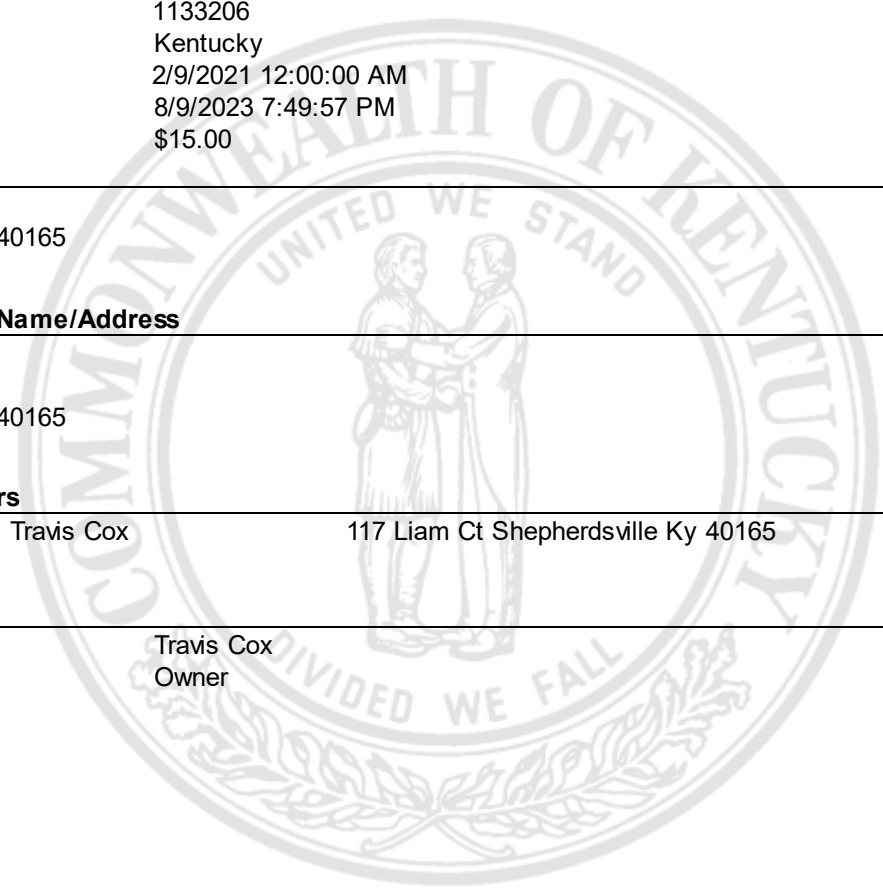 1133206
Kentucky
2/9/2021 12:00:00 AM
8/9/2023 7:49:57 PM
$15.00
40165
Name/Address
40165
rs
Travis Cox 117 Liam Ct Shepherdsville Ky 40165
Travis Cox
Owner
COMMONWEALTH OF KENTUCKY
UNITED WE STAND
DIVIDED WE FALL